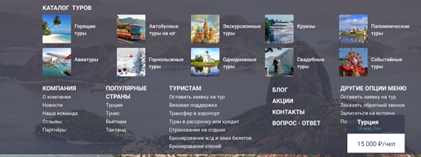 КАТАЛОГ ТУРОВ
Горящие туры
Автобусные туры на юг
Экскурсионные туры
Круизы
Паломнические туры
Авиатуры
Горнолыжные туры
Однодневные туры
Свадебные туры
Событийные туры
КОМПАНИЯ
О компании
Новости
Наша команда
Отзывы
Партнёры
ПОПУЛЯРНЫЕ СТРАНЫ
Турция
Тунис
Вьетнам
Таиланд
ТУРИСТАМ
Оставить заявку на тур
Визовая поддержка
Трансфер в аэропорт
Туры в рассрочку или кредит
Страхование на отдыхе
Бронирование ж/д и авиа билетов
Бронирование отелей
БЛОГ
АКЦИИ
КОНТАКТЫ
ВОПРОС - ОТВЕТ
ДРУГИЕ ОПЦИИ МЕНЮ
Оставить заявку на тур
Заказать обратный звонок
Записаться на встречу
Турция
15 000 ₽/чел